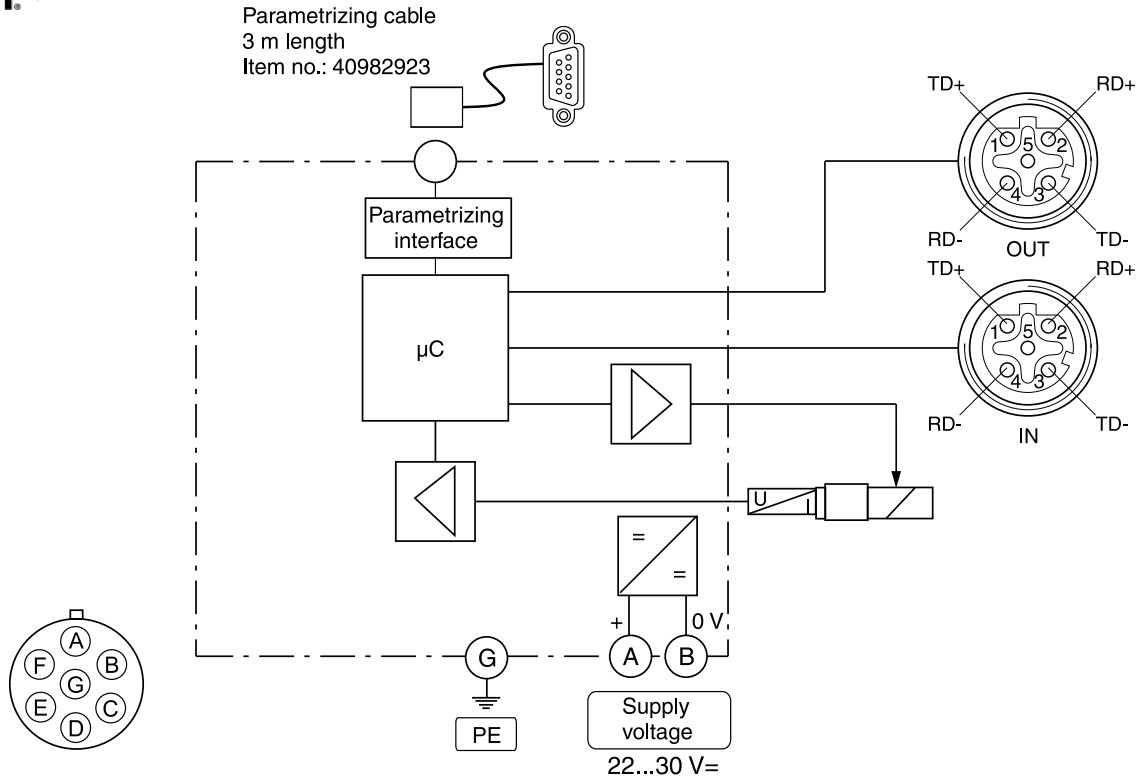 Parametrizing cable
3 m length
Item no.: 40982923
Parametrizing
interface
µC
TD+ RD+
1 5 2
4 3
RD- TD-
OUT
TD+ RD+
1 5 2
4 3
RD- TD-
IN
U I
=
=
+ 0 V
G A B
PE
Supply
voltage
22...30 V=
A
F B
G
E C
D